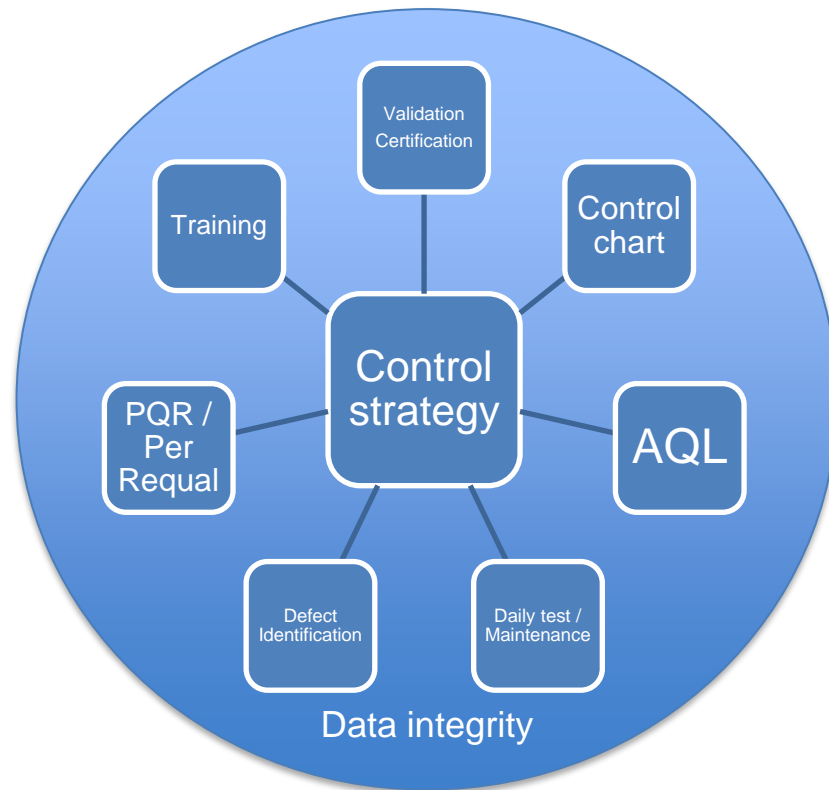 Validation
Certification
Training
Control
chart
Control
strategy
PQR /
Per
Requal
AQL
Defect
Identification
Daily test /
Maintenance
Data integrity